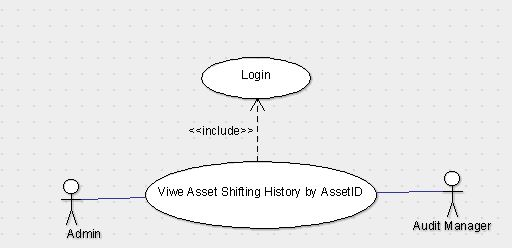 Login
<<include>>
Viwe Asset Shifting History by AssetID
Admin
Audit Manager